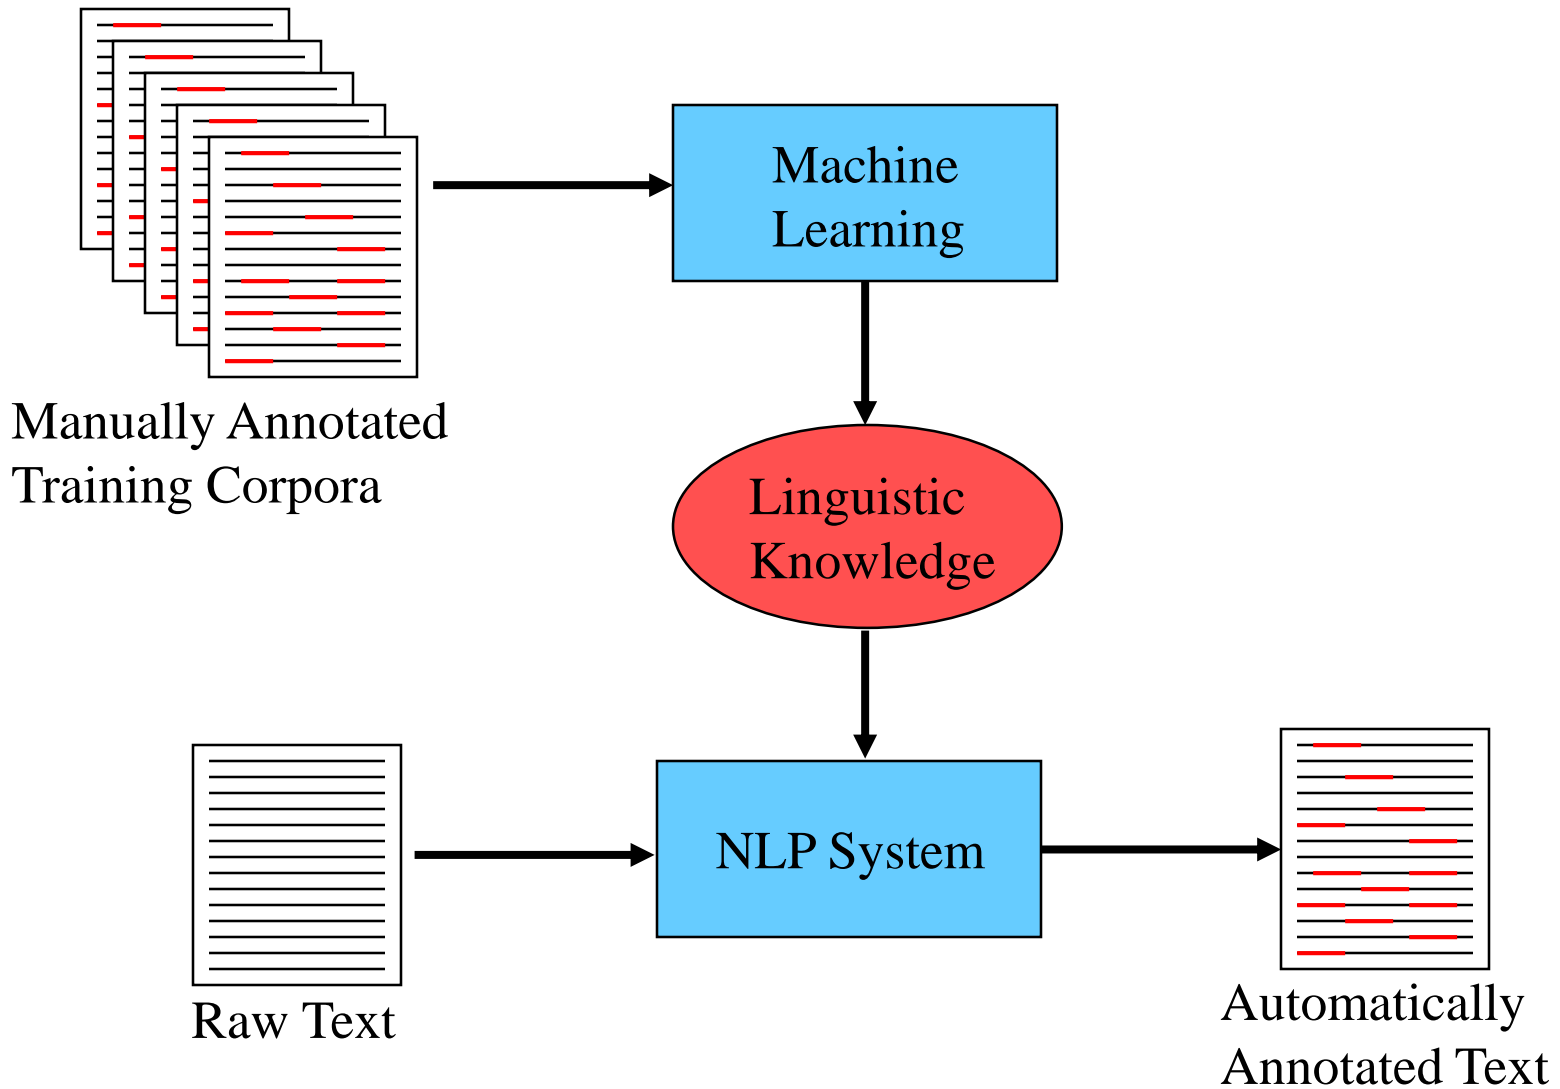 Machine
Learning
Manually Annotated
Training Corpora
Linguistic
Knowledge
NLP System
Raw Text
Automatically
Annotated Text